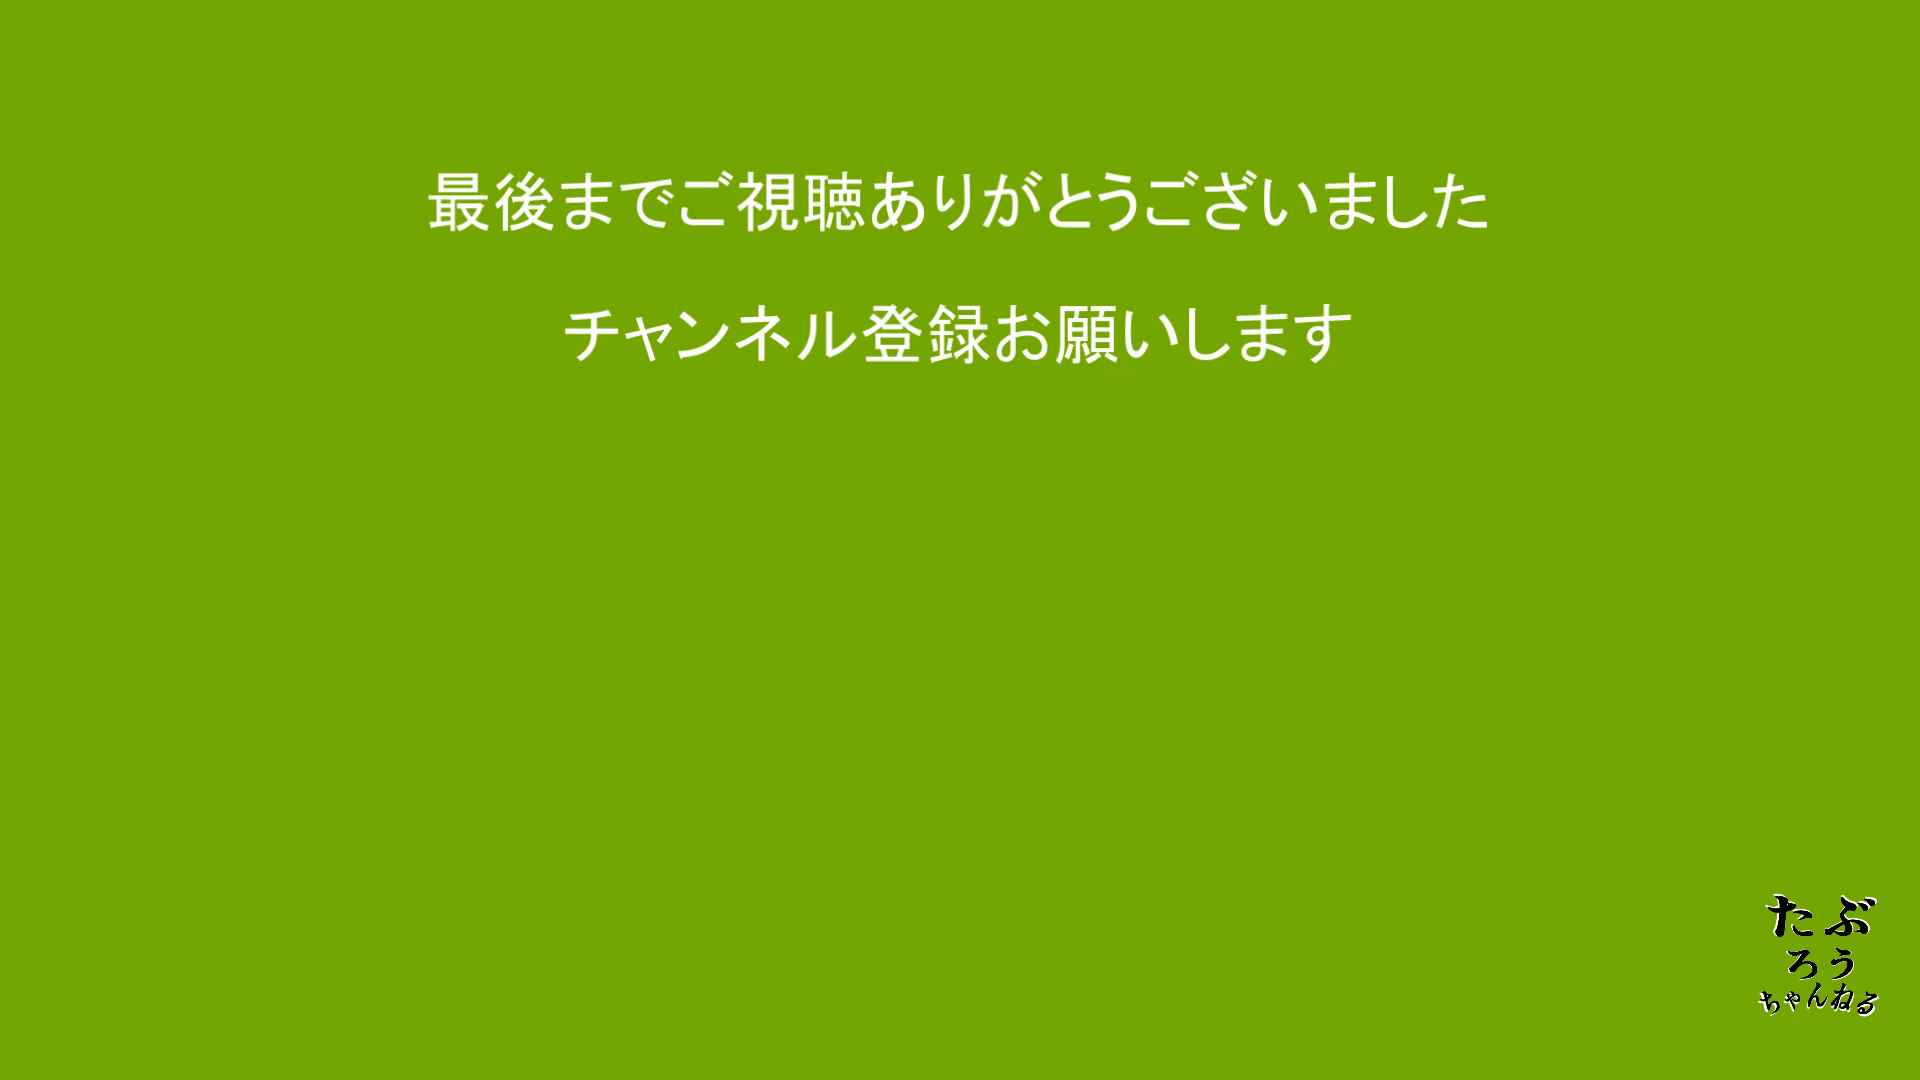 最後までご視聴ありがとうございました
チャンネル登録お願いします
たぶ
ろう
ちゃんねる